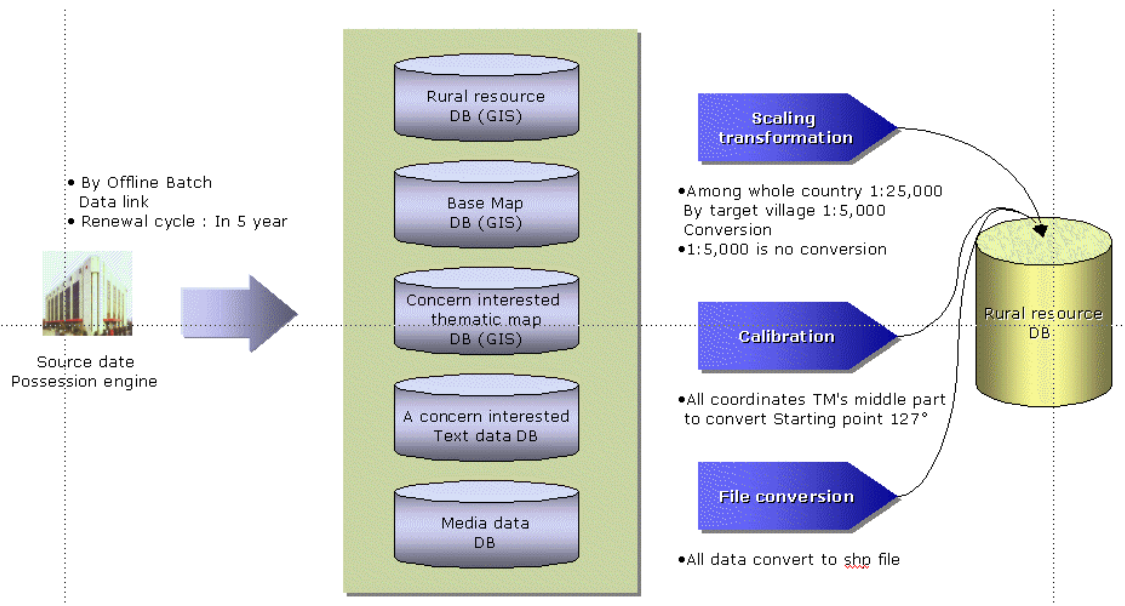 • By Offline Batch
Data link
• Renewal cycle : In 5 year
Source date
Possession engine
Rural resource
DB (GIS)
Base Map
DB (GIS)
Concern interested
thematic map
DB (GIS)
A concern interested
Text data DB
Media data
DB
Scaling
transformation
•Among whole country 1:25,000
By target village 1:5,000
Conversion
•1:5,000 is no conversion
Calibration
•All coordinates TM's middle part
to convert Starting point 127°
File conversion
•All data convert to shp file
Rural resource
DB